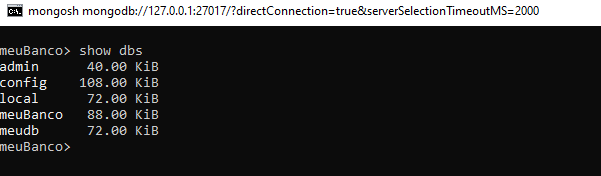 mongosh mongodb://127.0.0.1:27017/?directConnection=true&serverSelectionTimeoutMS=2000
meuBanco> show dbs
admin      40.00 KiB
config    108.00 KiB
local      72.00 KiB
meuBanco   88.00 KiB
meudb      72.00 KiB
meuBanco>